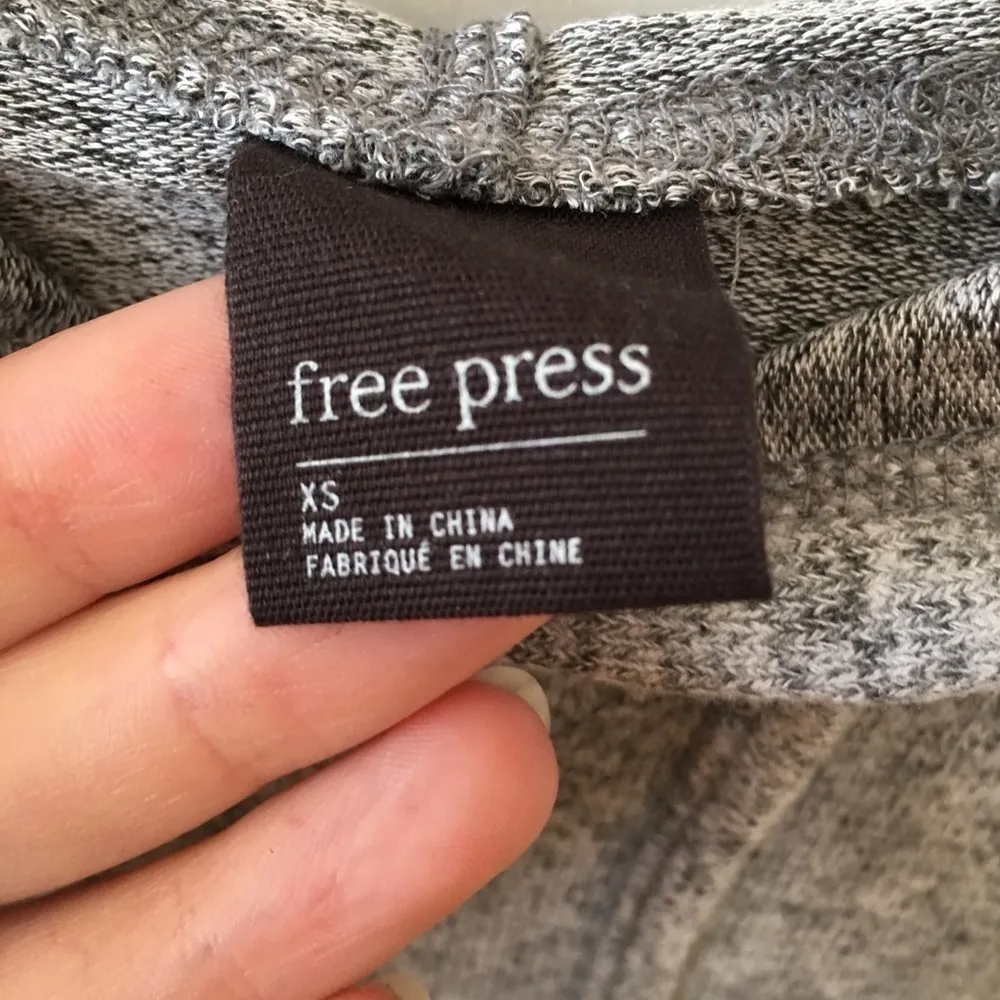 free press
XS
MADE IN CHINA
FABRIQUÉ EN CHINE